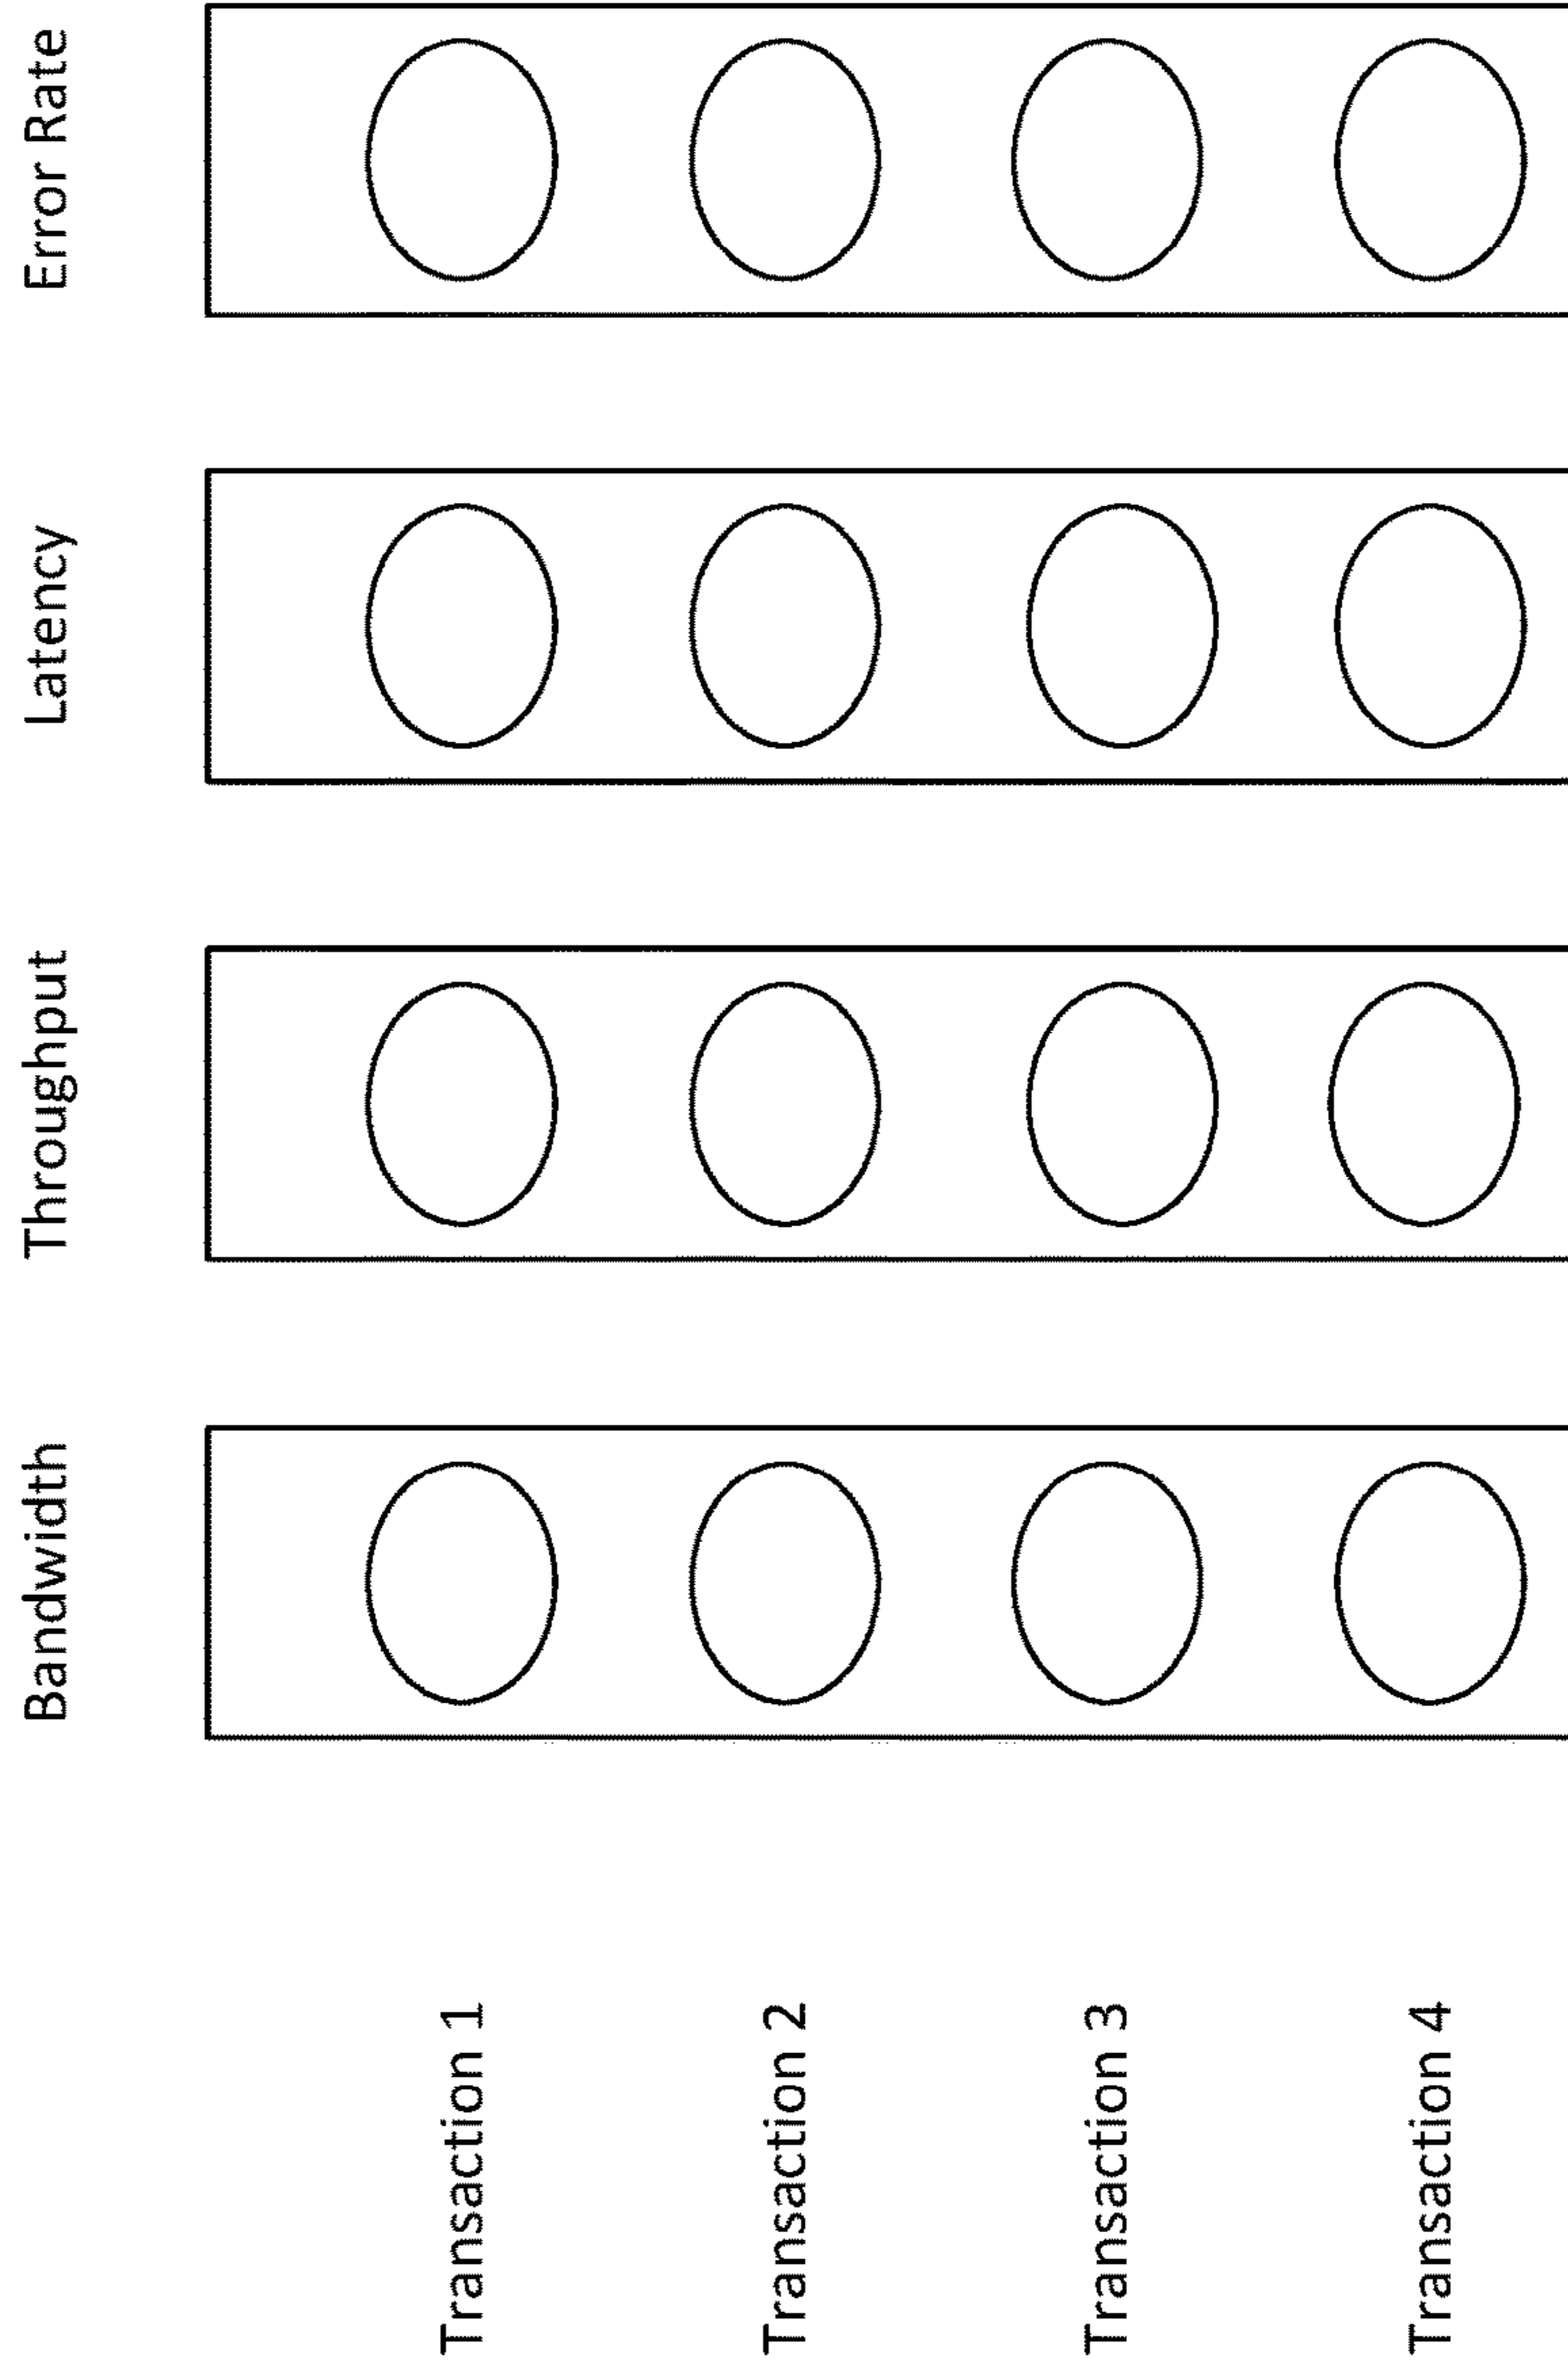 Bandwidth
Throughput
Latency
Error Rate
Transaction 1
Transaction 2
Transaction 3
Transaction 4